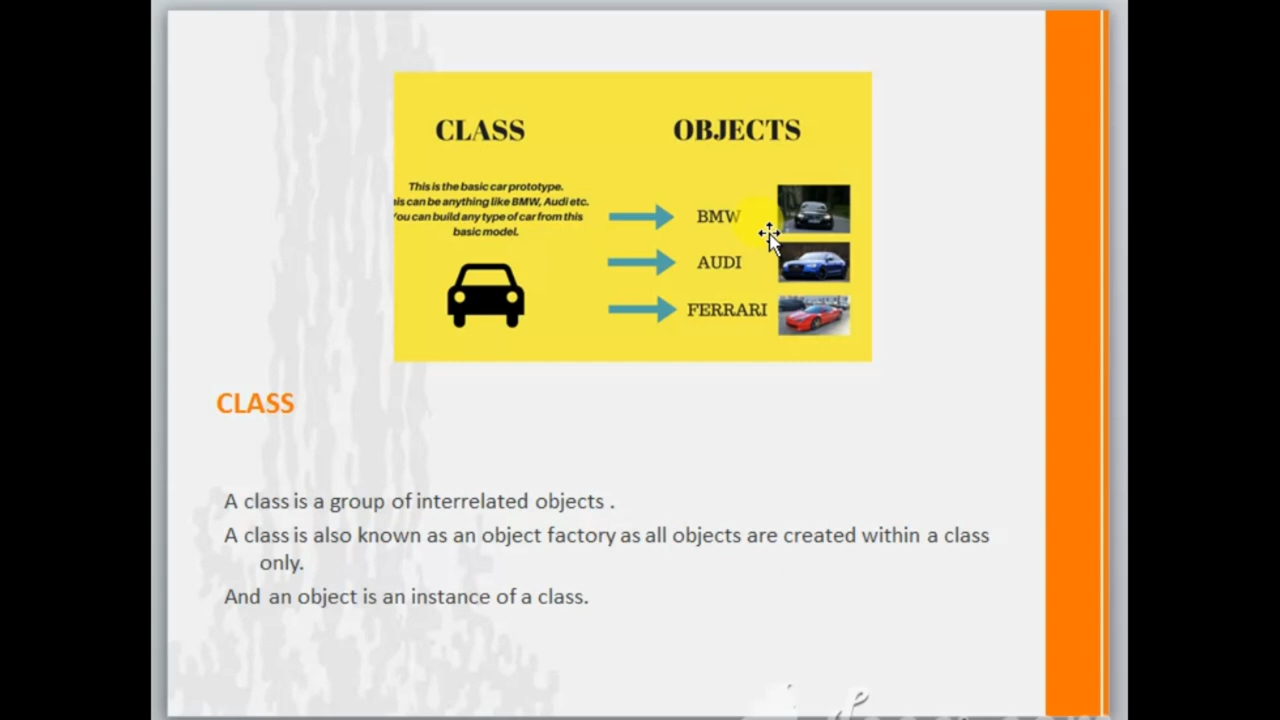 CLASS
OBJECTS
This is the basic car prototype.
is can be anything like BMW, Audi etc.
You can build any type of car from this
basic model.
BMW
AUDI
FERRARI
CLASS
A class is a group of interrelated objects .
A class is also known as an object factory as all objects are created within a class
only.
And an object is an instance of a class.